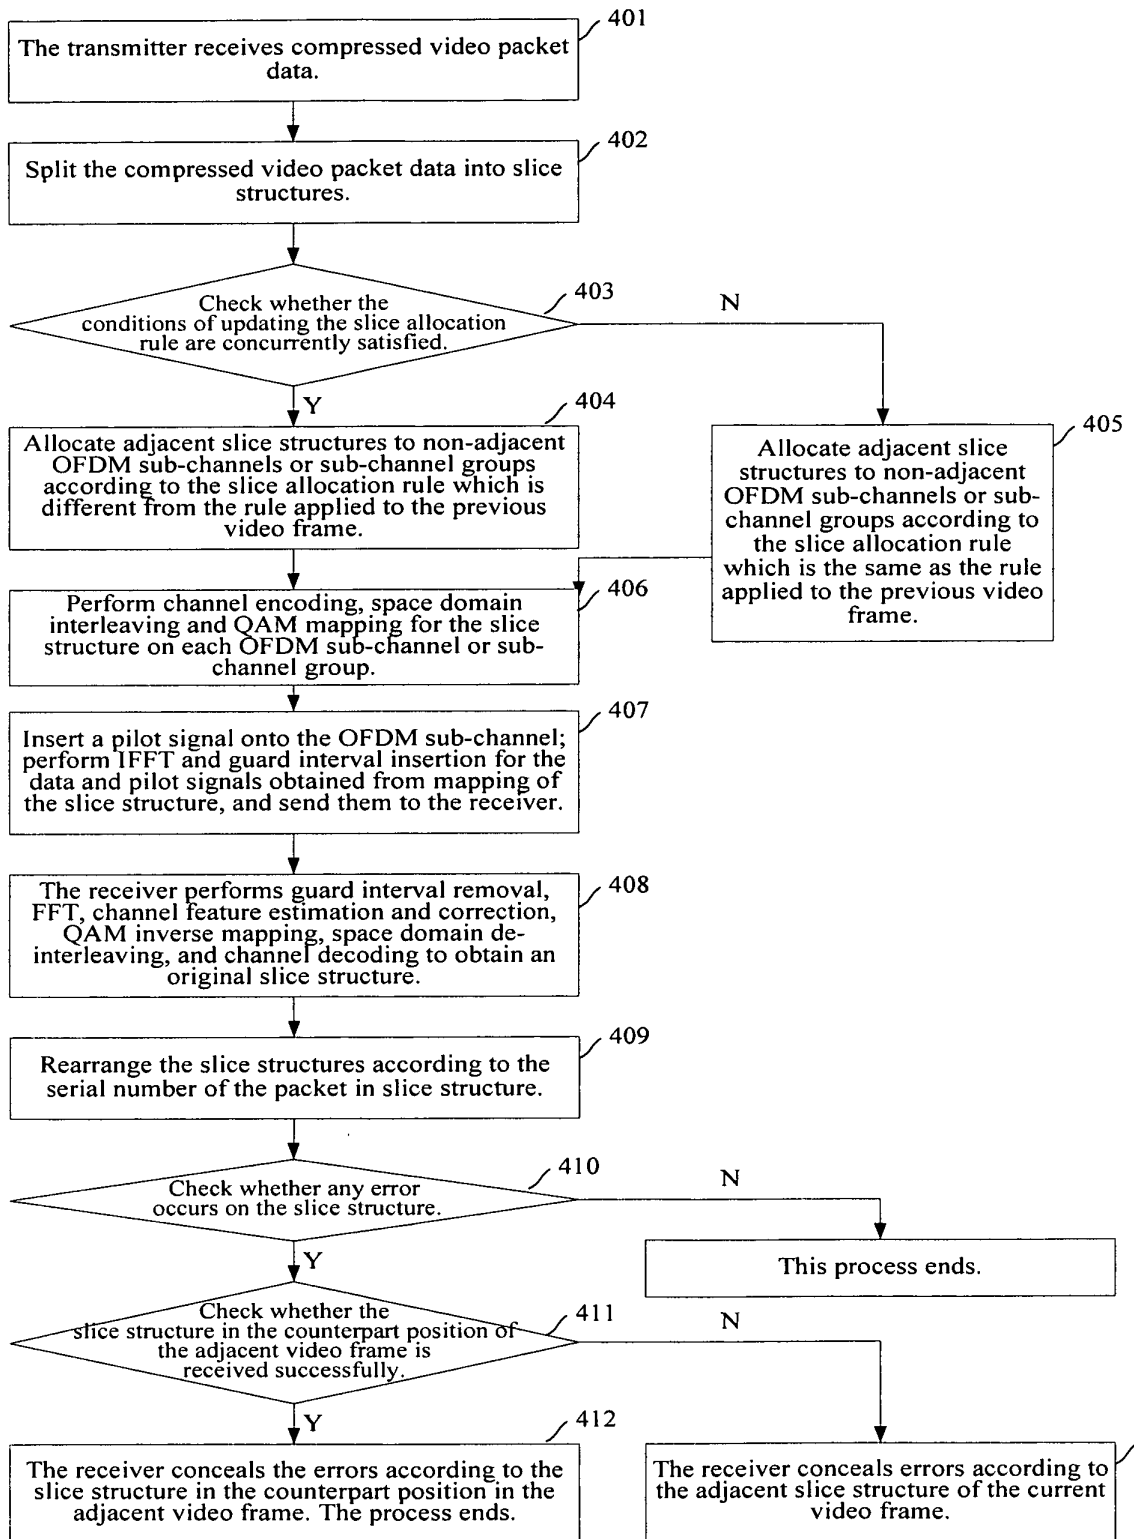 401
The transmitter receives compressed video packet
data.
402
Split the compressed video packet data into slice
structures.
403
Check whether the
conditions of updating the slice allocation
rule are concurrently satisfied.
N
Y
404
Allocate adjacent slice structures to non-adjacent
OFDM sub-channels or sub-channel groups
according to the slice allocation rule which is
different from the rule applied to the previous
video frame.
405
Allocate adjacent slice
structures to non-adjacent
OFDM sub-channels or sub-
channel groups according to
the slice allocation rule
which is the same as the rule
applied to the previous video
frame.
406
Perform channel encoding, space domain
interleaving and QAM mapping for the slice
structure on each OFDM sub-channel or sub-
channel group.
407
Insert a pilot signal onto the OFDM sub-channel;
perform IFFT and guard interval insertion for the
data and pilot signals obtained from mapping of
the slice structure, and send them to the receiver.
408
The receiver performs guard interval removal,
FFT, channel feature estimation and correction,
QAM inverse mapping, space domain de-
interleaving, and channel decoding to obtain an
original slice structure.
409
Rearrange the slice structures according to the
serial number of the packet in slice structure.
410
Check whether any error
occurs on the slice structure.
N
Y
This process ends.
411
Check whether the
slice structure in the counterpart position of
the adjacent video frame is
received successfully.
N
Y
412
The receiver conceals the errors according to the
slice structure in the counterpart position in the
adjacent video frame. The process ends.
The receiver conceals errors according to
the adjacent slice structure of the current
video frame.